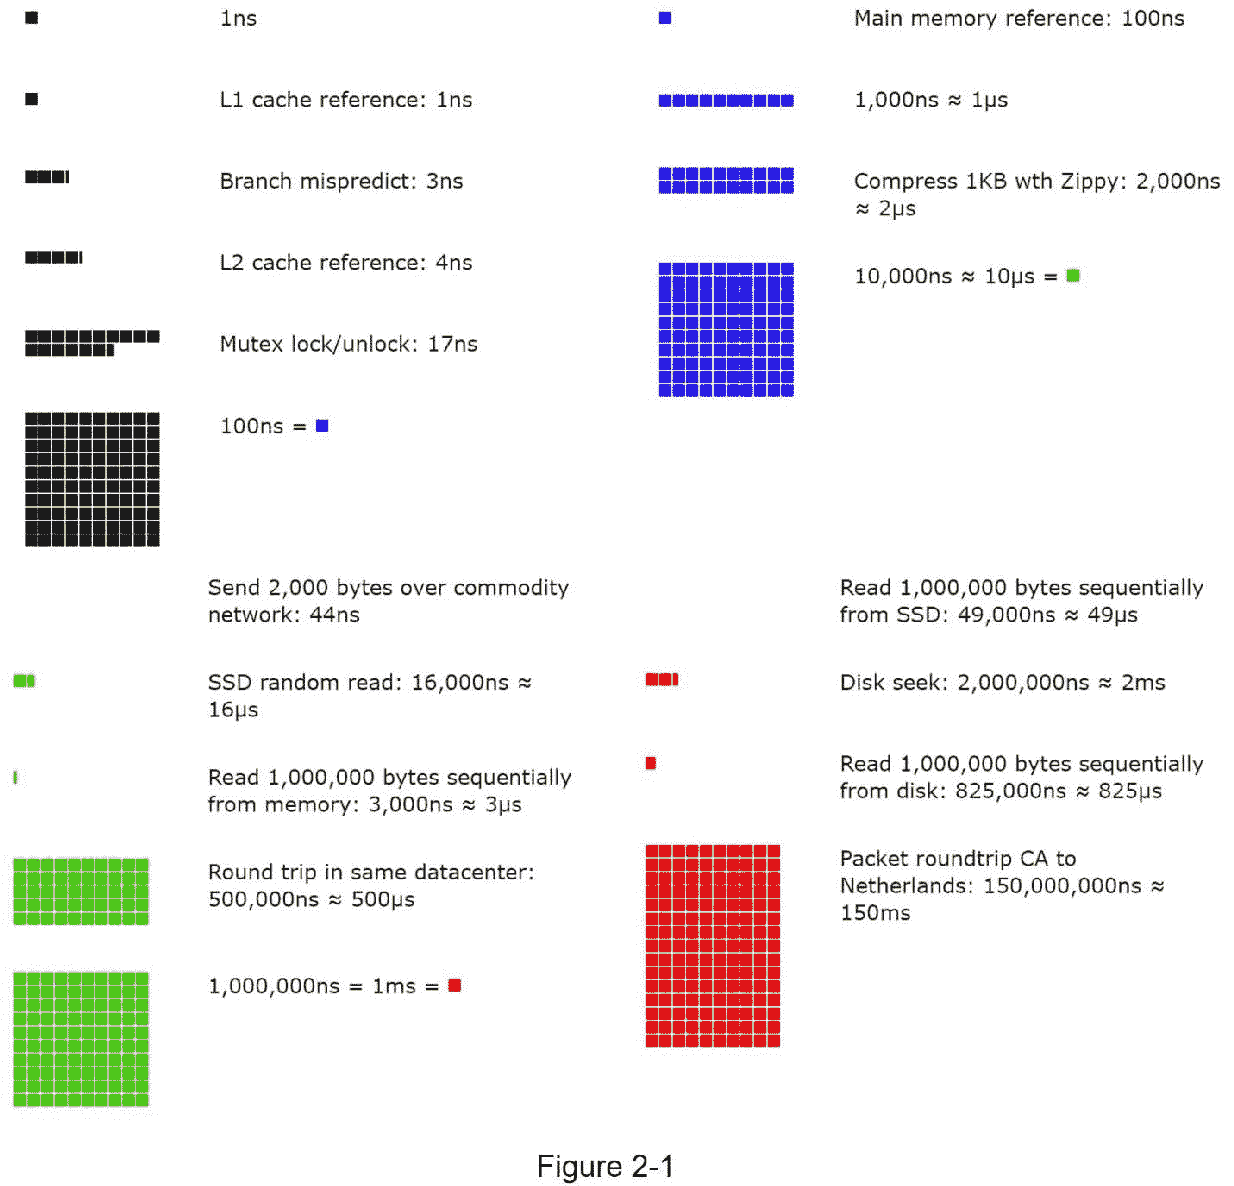 1ns
L1 cache reference: 1ns
Branch mispredict: 3ns
L2 cache reference: 4ns
Mutex lock/unlock: 17ns
100ns =
Main memory reference: 100ns
1,000ns ≈ 1μs
Compress 1KB wth Zippy: 2,000ns
≈ 2μs
10,000ns ≈ 10μs =
Send 2,000 bytes over commodity
network: 44ns
SSD random read: 16,000ns ≈
16μs
Read 1,000,000 bytes sequentially
from memory: 3,000ns ≈ 3μs
Round trip in same datacenter:
500,000ns ≈ 500μs
1,000,000ns = 1ms =
Read 1,000,000 bytes sequentially
from SSD: 49,000ns ≈ 49μs
Disk seek: 2,000,000ns ≈ 2ms
Read 1,000,000 bytes sequentially
from disk: 825,000ns ≈ 825μs
Packet roundtrip CA to
Netherlands: 150,000,000ns ≈
150ms
Figure 2-1